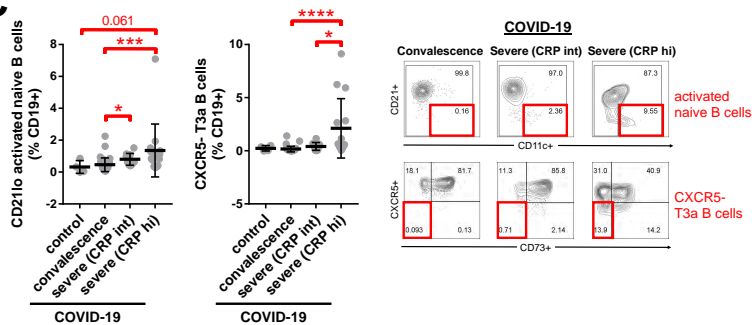 0.061
****
***
*
*
CD21lo activated naive B cells
(% CD19+)
8
6
4
2
0
-2
control
convalescence
severe (CRP int)
severe (CRP hi)
COVID-19
CXCR5- T3a B cells
(% CD19+)
10
5
0
-5
control
convalescence
severe (CRP int)
severe (CRP hi)
COVID-19
COVID-19
Convalescence Severe (CRP int) Severe (CRP hi)
CD21+
99.8
0.16
97.0
2.36
87.3
9.55
CD11c+
activated
naive B cells
CXCR5+
18.1 81.7
0.093 0.13
11.3 85.8
0.71 2.14
31.0 40.9
13.9 14.2
CD73+
CXCR5-
T3a B cells